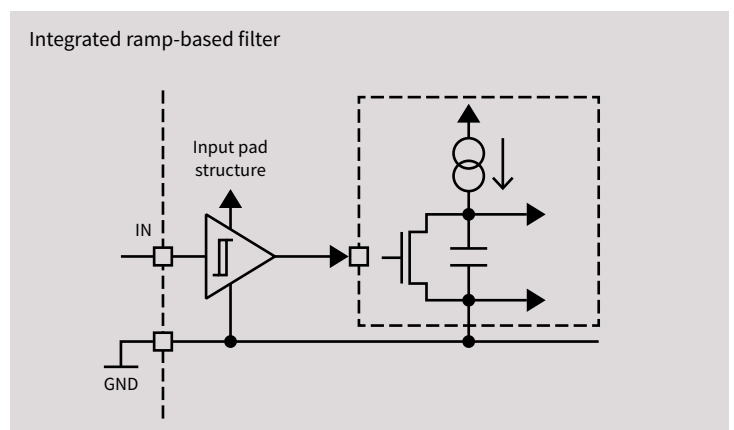 Integrated ramp-based filter
Input pad
structure
IN
GND